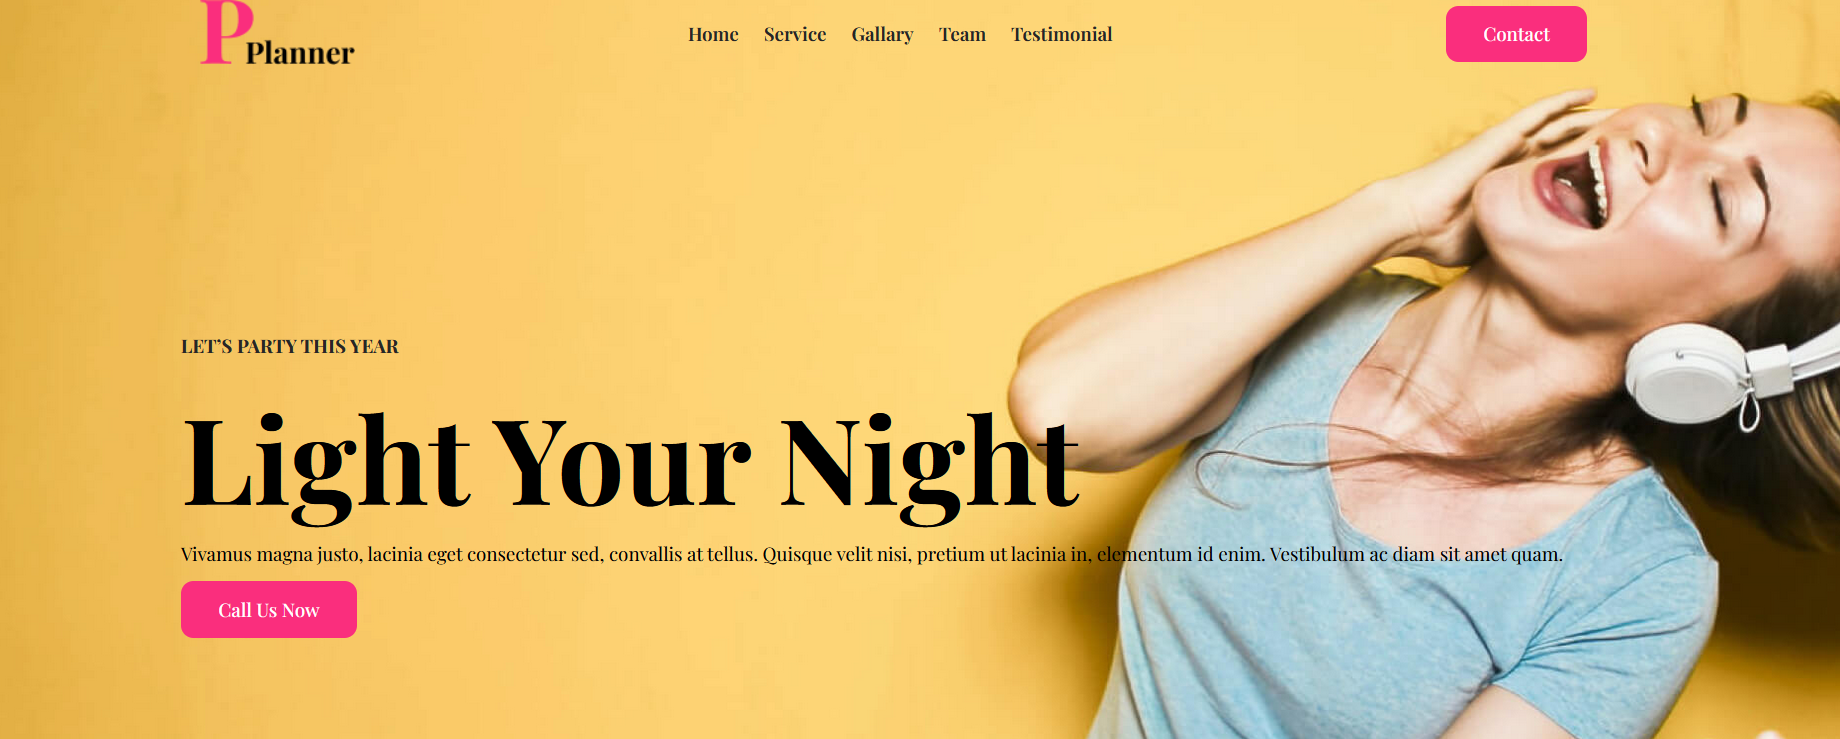 P Planner
Home Service Gallary Team Testimonial
Contact
LET’S PARTY THIS YEAR
Light Your Night
Vivamus magna justo, lacinia eget consectetur sed, convallis at tellus. Quisque velit nisi, pretium ut lacinia in, elementum id enim. Vestibulum ac diam sit amet quam.
Call Us Now